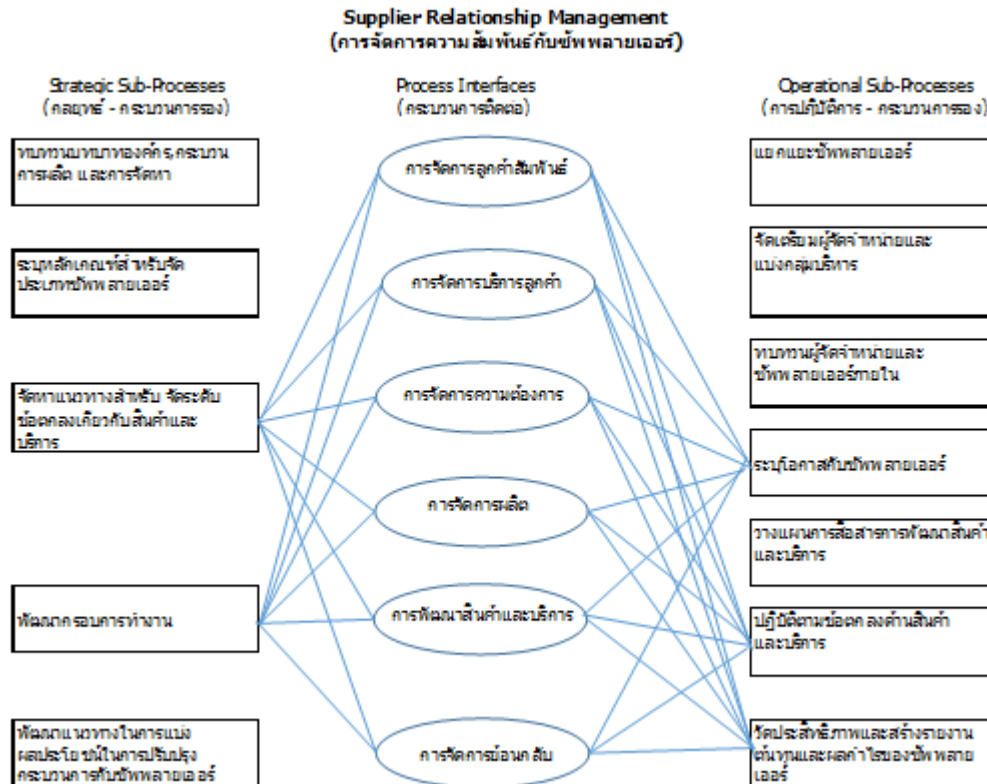 Supplier Relationship Management
(การจัดการความสัมพันธ์กับซัพพลายเออร์)
Strategic Sub-Processes
(กลยุทธ์ - กระบวนการรอง)
Process Interfaces
(กระบวนการติดต่อ)
Operational Sub-Processes
(การปฏิบัติการ - กระบวนการรอง)
ทบทวนบทบาทองค์กร,กระบวน
การผลิต และการจัดหา
ระบุหลักเกณฑ์สำหรับจัด
ประเภทซัพพลายเออร์
จัดหาแนวทางสำหรับ จัดระดับ
ข้อตกลงเกี่ยวกับสินค้าและ
บริการ
พัฒนากรอบการทำงาน
พัฒนาแนวทางในการแบ่ง
ผลประโยชน์ในการปรับปรุง
กระบวนการกับซัพพลายเออร์
การจัดการลูกค้าสัมพันธ์
การจัดการบริการลูกค้า
การจัดการความต้องการ
การจัดการผลิต
การพัฒนาสินค้าและบริการ
การจัดการย้อนกลับ
แยกแยะซัพพลายเออร์
จัดเตรียมผู้จัดจำหน่ายและ
แบ่งกลุ่มบริหาร
ทบทวนผู้จัดจำหน่ายและ
ซัพพลายเออร์ภายใน
ระบุโอกาสกับซัพพลายเออร์
วางแผนการสื่อสารการพัฒนาสินค้า
และบริการ
ปฏิบัติตามข้อตกลงด้านสินค้า
และบริการ
วัดประสิทธิภาพและสร้างรายงาน
ต้นทุนและผลกำไรของซัพพลาย
เออร์